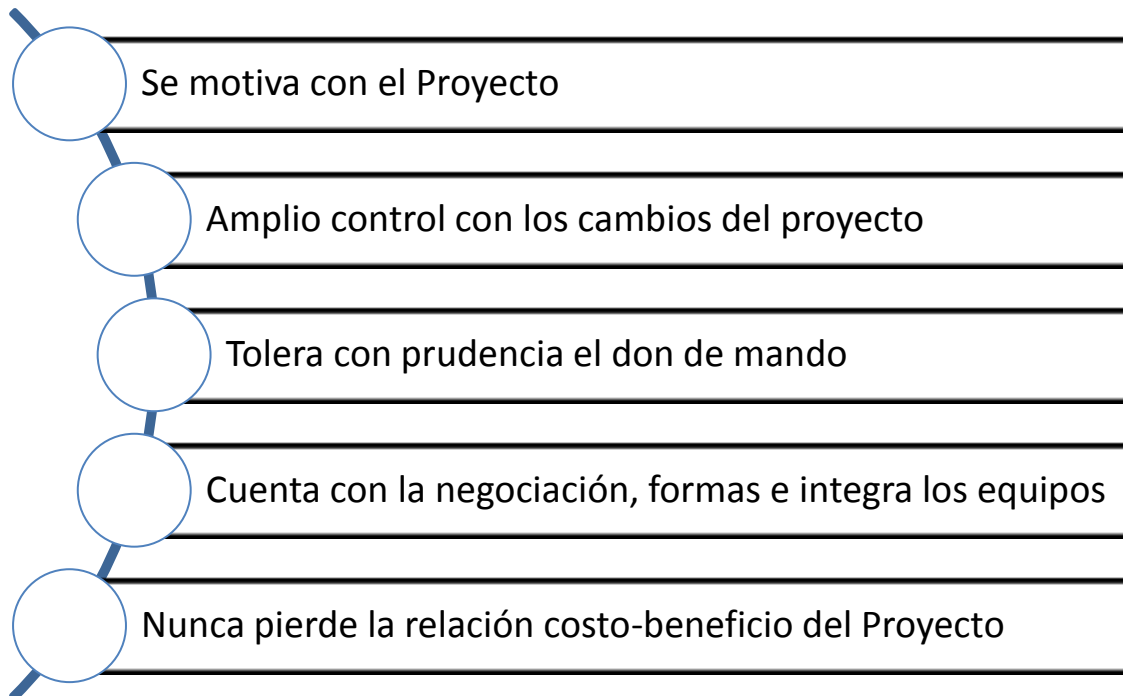 Se motiva con el Proyecto
Amplio control con los cambios del proyecto
Tolera con prudencia el don de mando
Cuenta con la negociación, formas e integra los equipos
Nunca pierde la relación costo-beneficio del Proyecto